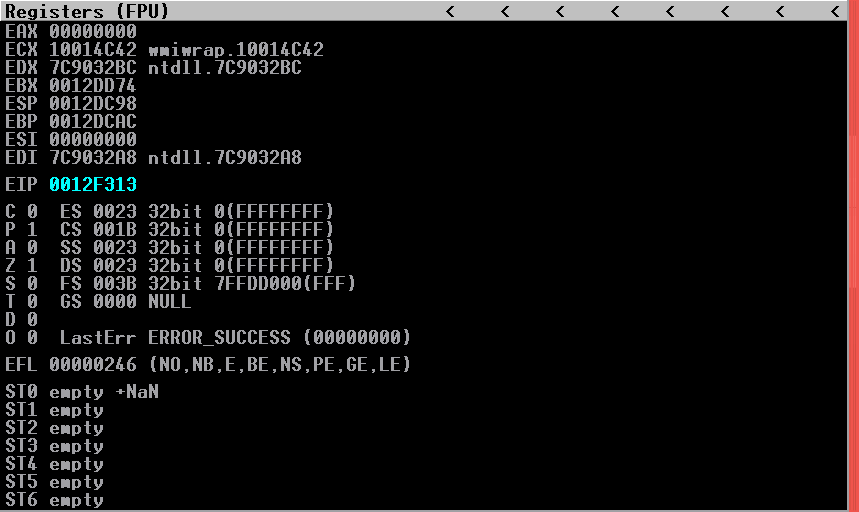 Registers (FPU) < < < < < < < <
EAX 00000000
ECX 10014C42 wmiwrap.10014C42
EDX 7C9032BC ntdll.7C9032BC
EBX 0012DD74
ESP 0012DC98
EBP 0012DCAC
ESI 00000000
EDI 7C9032A8 ntdll.7C9032A8
EIP 0012F313
C 0 ES 0023 32bit 0(FFFFFFFF)
P 1 CS 001B 32bit 0(FFFFFFFF)
A 0 SS 0023 32bit 0(FFFFFFFF)
Z 1 DS 0023 32bit 0(FFFFFFFF)
S 0 FS 003B 32bit 7FFDD000(FFF)
T 0 GS 0000 NULL
D 0
O 0 LastErr ERROR_SUCCESS (00000000)
EFL 00000246 (NO,NB,E,BE,NS,PE,GE,LE)
ST0 empty +NaN
ST1 empty
ST2 empty
ST3 empty
ST4 empty
ST5 empty
ST6 empty